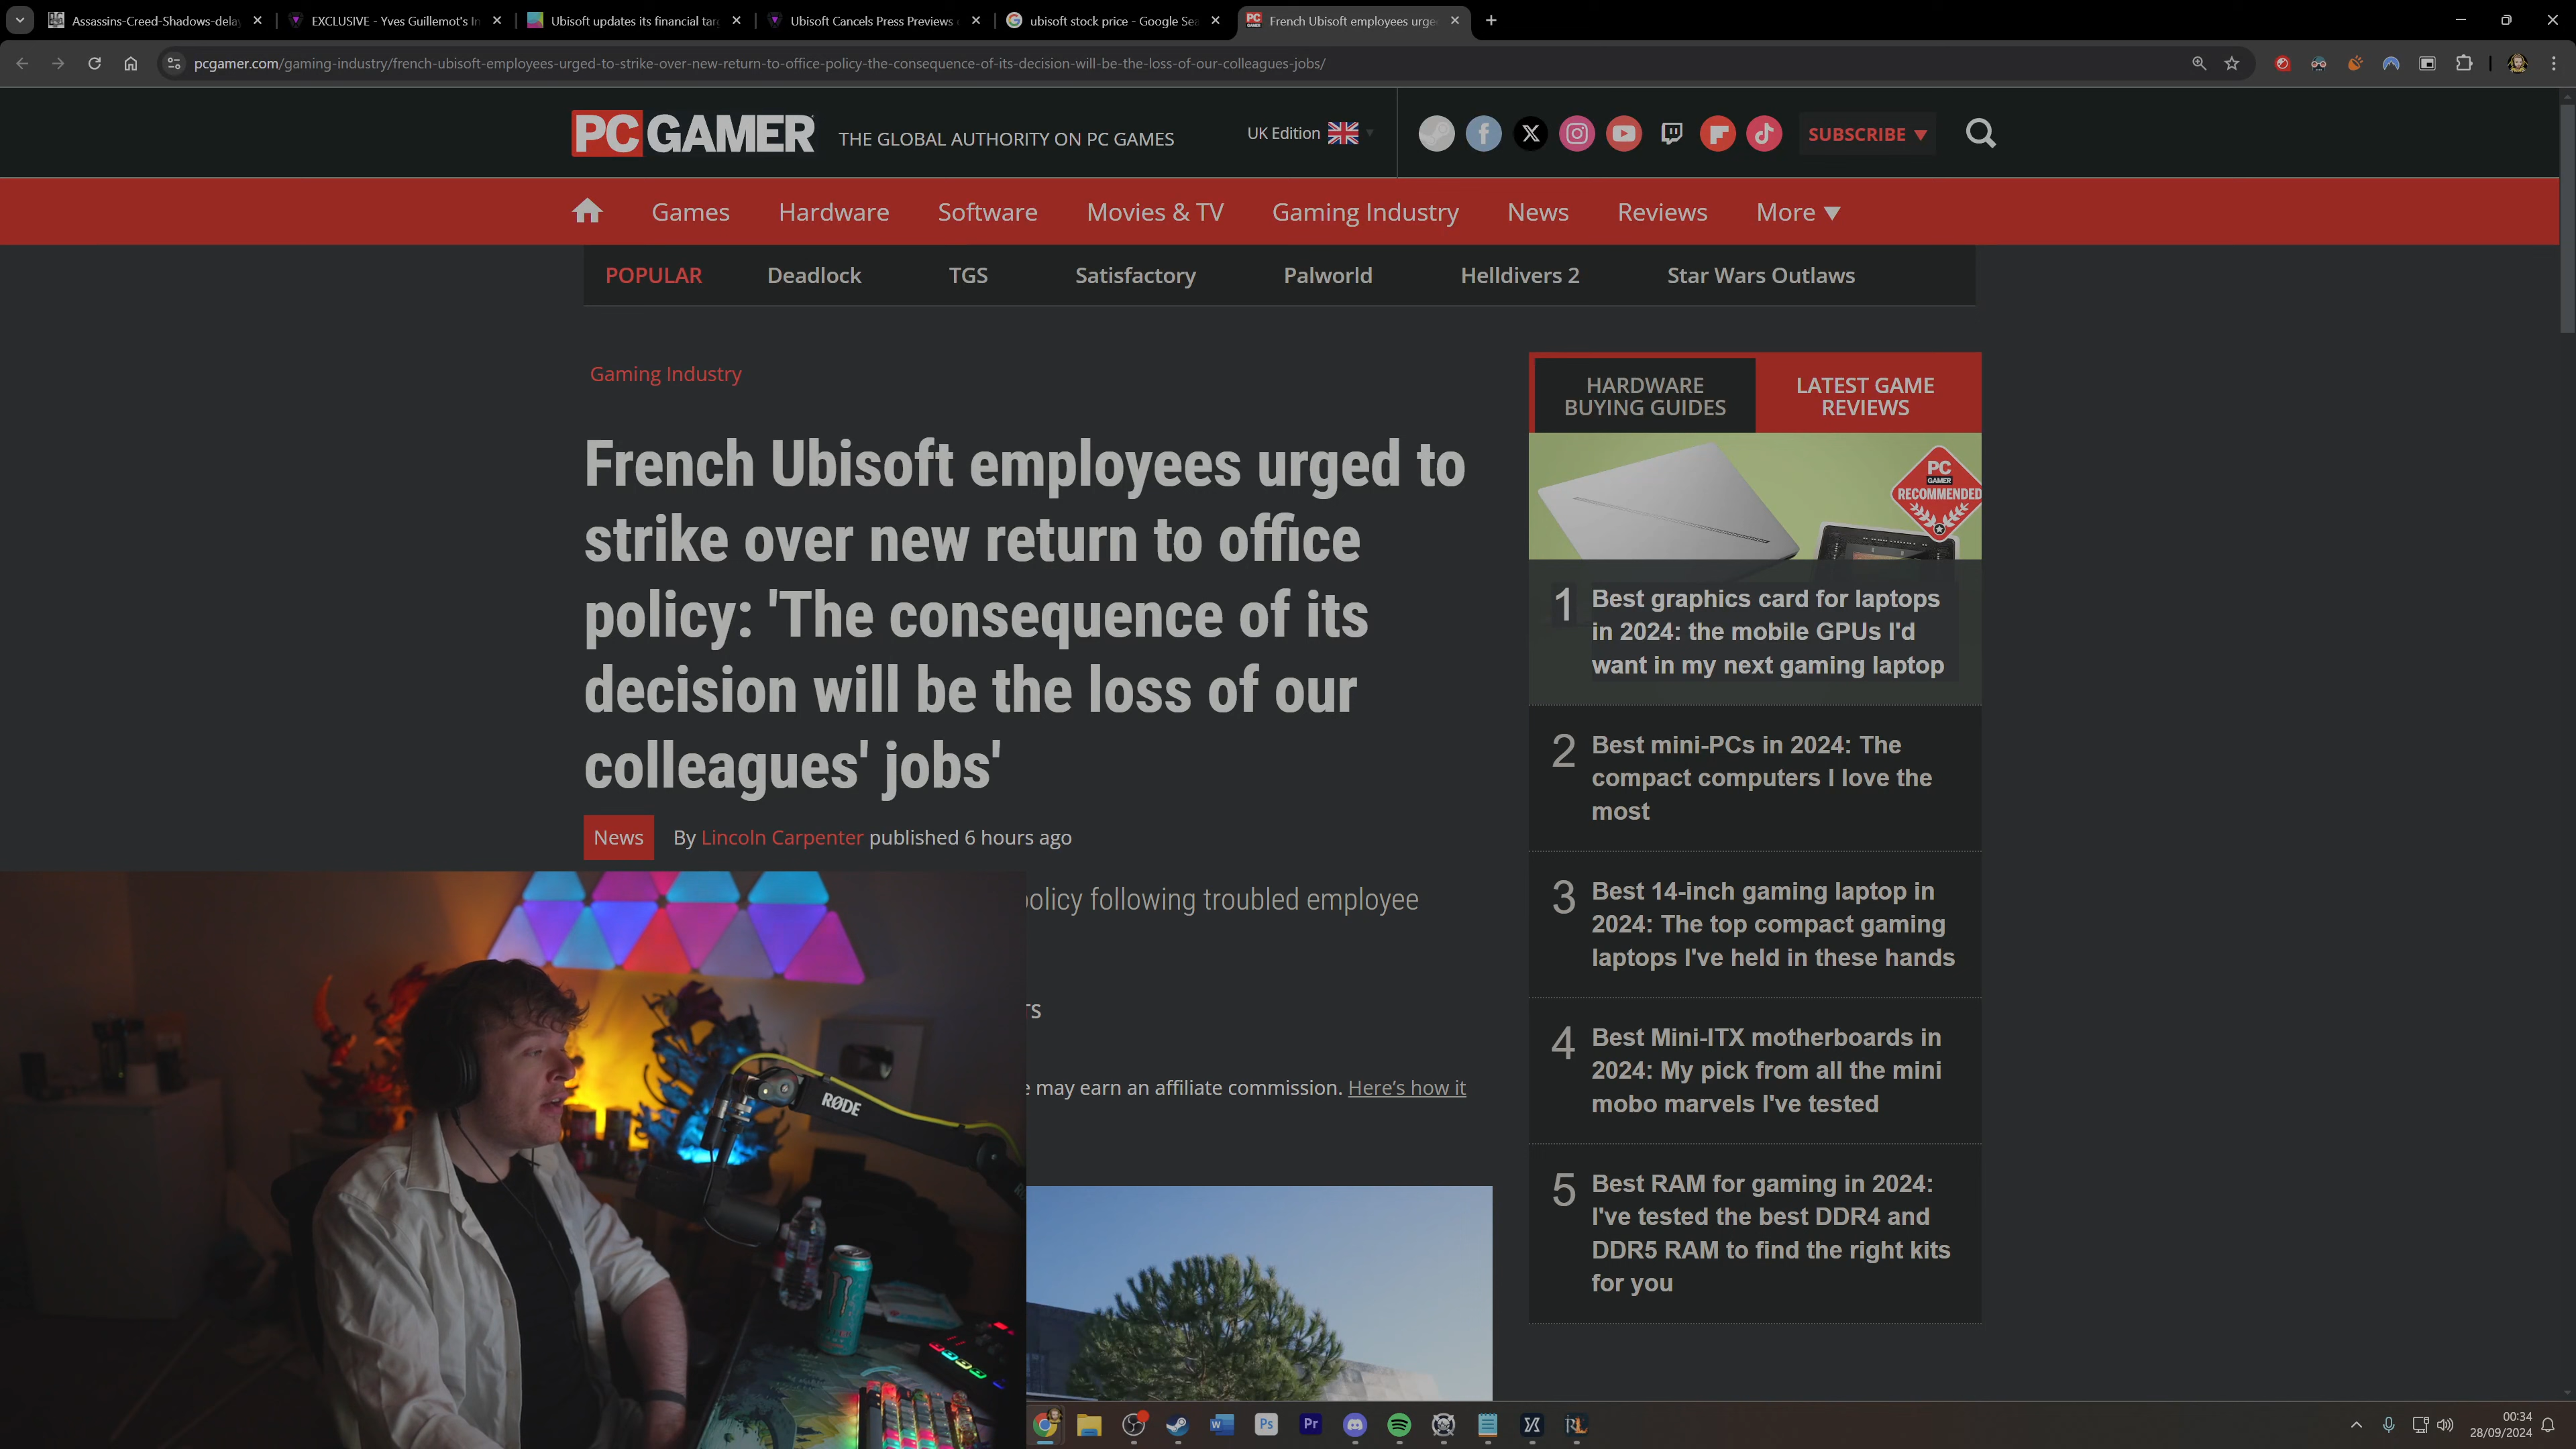 Assassins-Creed-Shadows-dela
EXCLUSIVE - Yves Guillemot's In
Ubisoft updates its financial tar
Ubisoft Cancels Press Previews
ubisoft stock price - Google Sea
French Ubisoft employees urge
pcgamer.com/gaming-industry/french-ubisoft-employees-urged-to-strike-over-new-return-to-office-policy-the-consequence-of-its-decision-will-be-the-loss-of-our-colleagues-jobs/
PC GAMER
THE GLOBAL AUTHORITY ON PC GAMES
UK Edition
SUBSCRIBE
Games
Hardware
Software
Movies & TV
Gaming Industry
News
Reviews
More
POPULAR
Deadlock
TGS
Satisfactory
Palworld
Helldivers 2
Star Wars Outlaws
Gaming Industry
French Ubisoft employees urged to
strike over new return to office
policy: 'The consequence of its
decision will be the loss of our
colleagues' jobs'
News
By Lincoln Carpenter published 6 hours ago
policy following troubled employee
rs
e may earn an affiliate commission. Here's how it
HARDWARE
BUYING GUIDES
LATEST GAME
REVIEWS
PC
GAMER
RECOMMENDED
1
Best graphics card for laptops
in 2024: the mobile GPUs I'd
want in my next gaming laptop
2
Best mini-PCs in 2024: The
compact computers I love the
most
3
Best 14-inch gaming laptop in
2024: The top compact gaming
laptops I've held in these hands
4
Best Mini-ITX motherboards in
2024: My pick from all the mini
mobo marvels I've tested
5
Best RAM for gaming in 2024:
I've tested the best DDR4 and
DDR5 RAM to find the right kits
for you
RØDE
Ps
Pr
00:34
28/09/2024